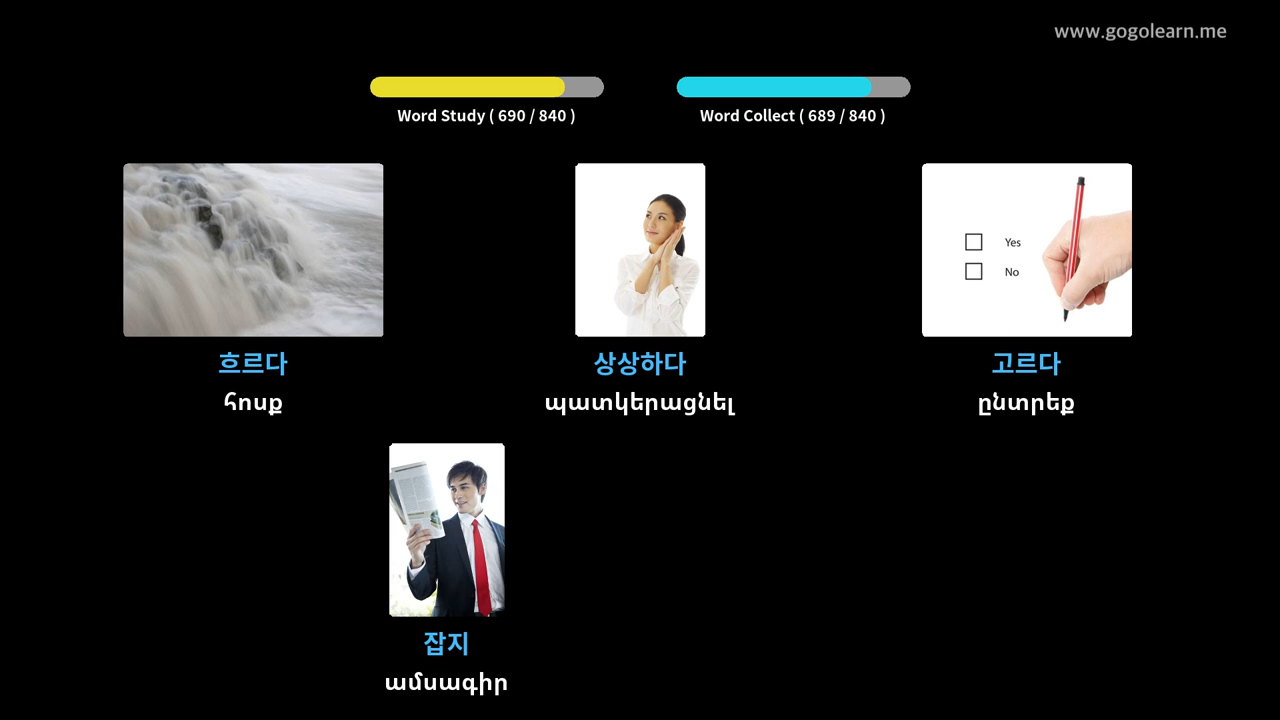 www.gogolearn.me
Word Study ( 690 / 840 )
Word Collect ( 689 / 840 )
Yes
No
흐르다
상상하다
고르다
հոսք
պատկերացնել
ընտրեք
잡지
ամսագիր